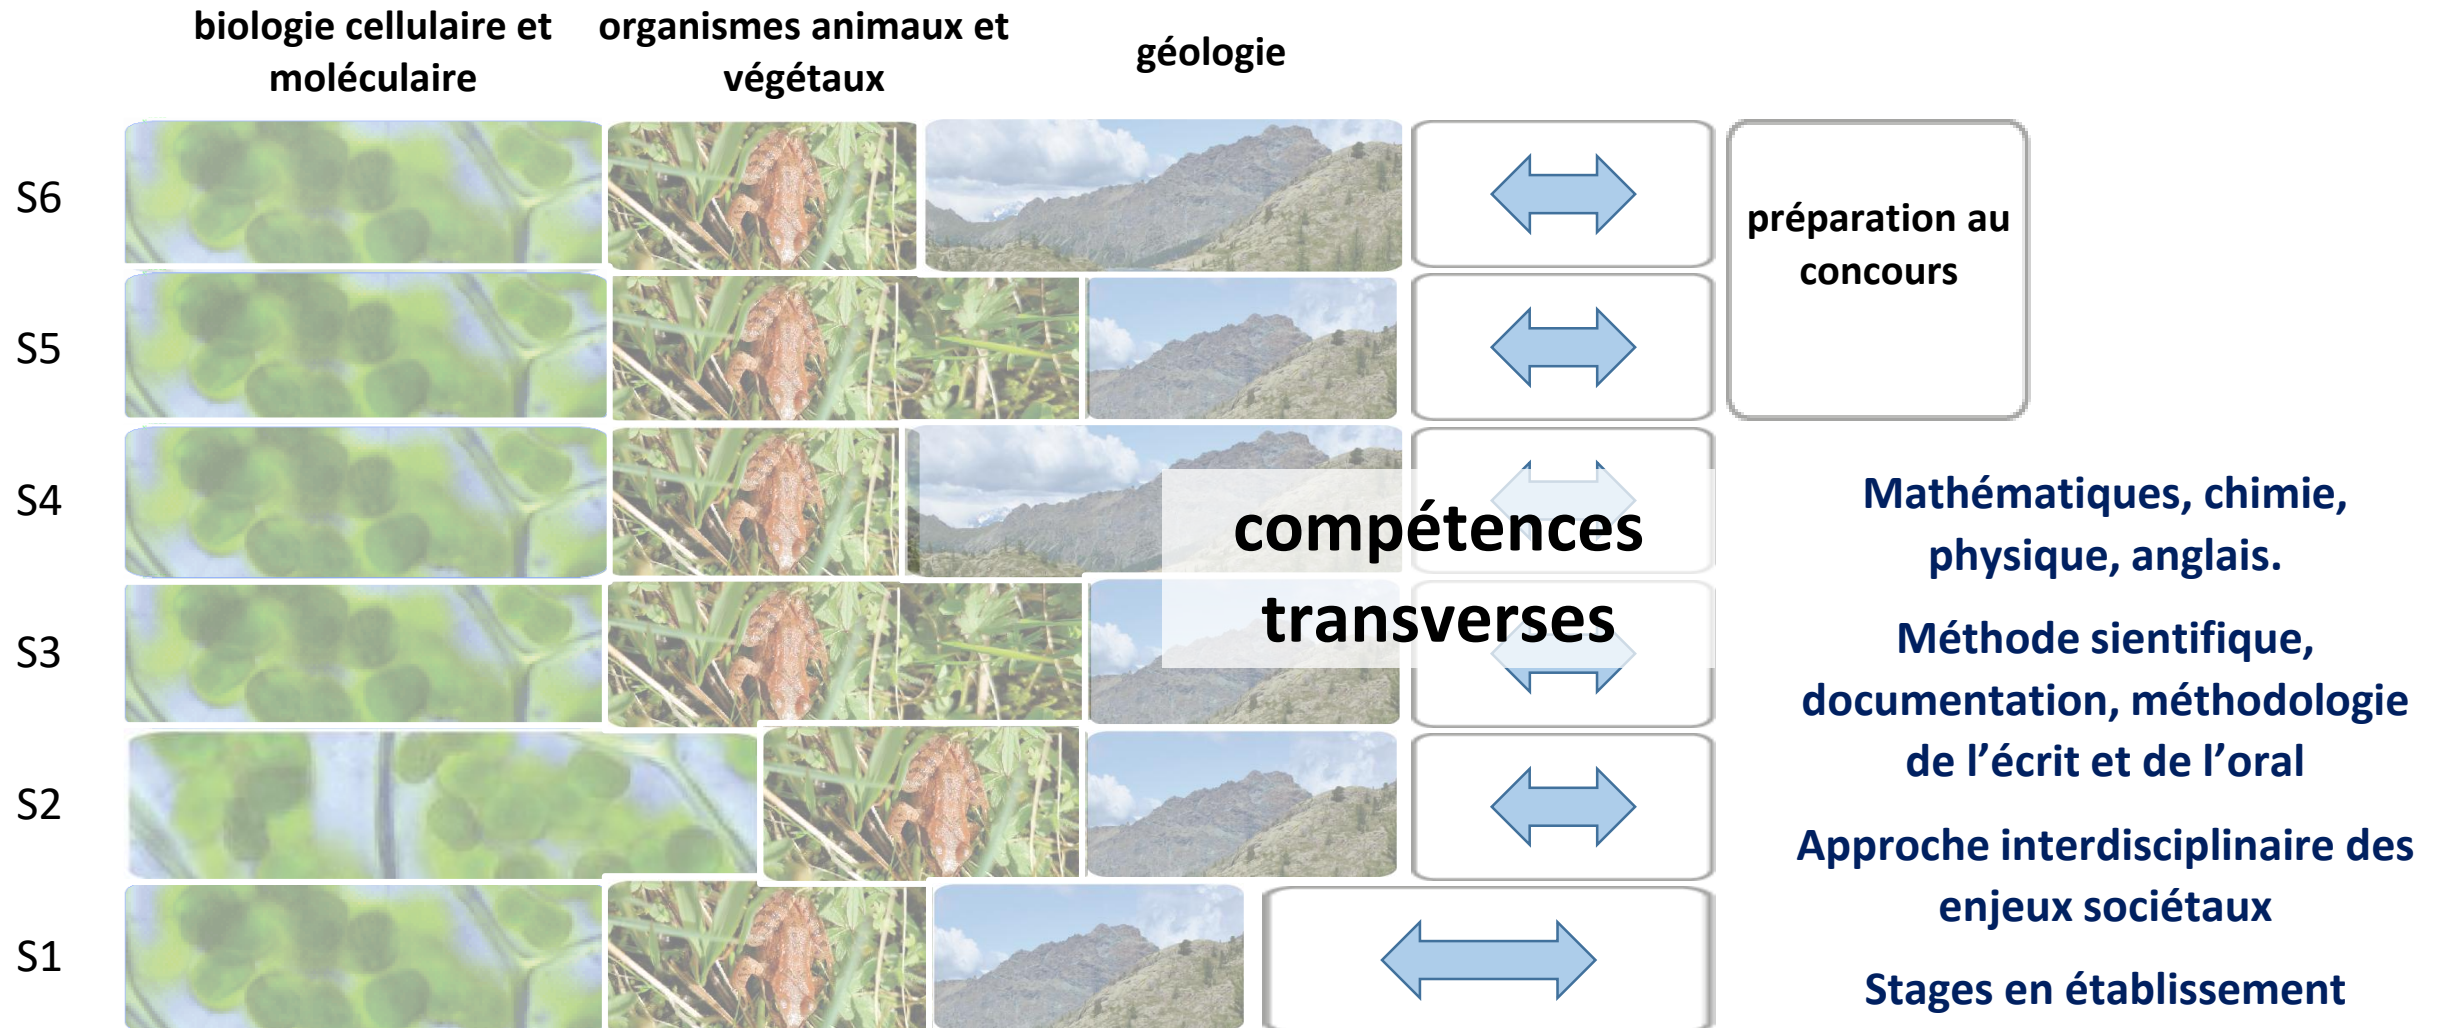 biologie cellulaire et
moléculaire
organismes animaux et
végétaux
géologie
S6
préparation au
concours
S5
S4
compétences
transverses
S3
S2
S1
Mathématiques, chimie,
physique, anglais.
Méthode sientifique,
documentation, méthodologie
de l’écrit et de l’oral
Approche interdisciplinaire des
enjeux sociétaux
Stages en établissement